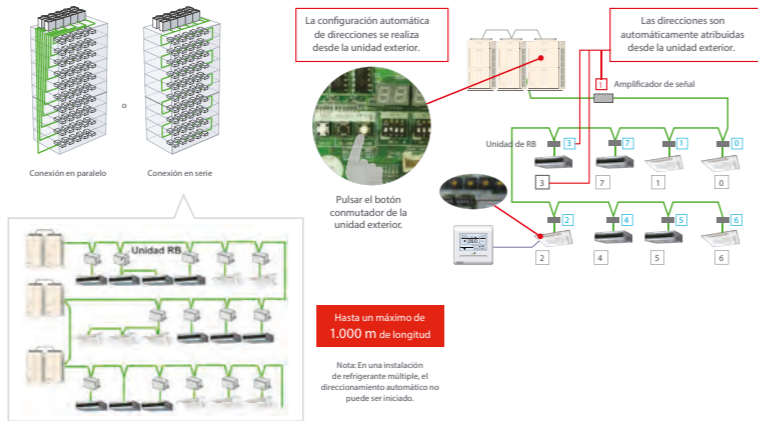 La configuración automática
de direcciones se realiza
desde la unidad exterior.
Las direcciones son
automáticamente atribuidas
desde la unidad exterior.
1
Amplificador de señal
o
Conexión en paralelo
Conexión en serie
Pulsar el botón
conmutador de la
unidad exterior.
Unidad de RB
3
7
1
0
3
7
1
0
2
4
5
6
2
4
5
6
Unidad RB
Hasta un máximo de
1.000 m de longitud
Nota: En una instalación
de refrigerante múltiple, el
direccionamiento automático no
puede ser iniciado.